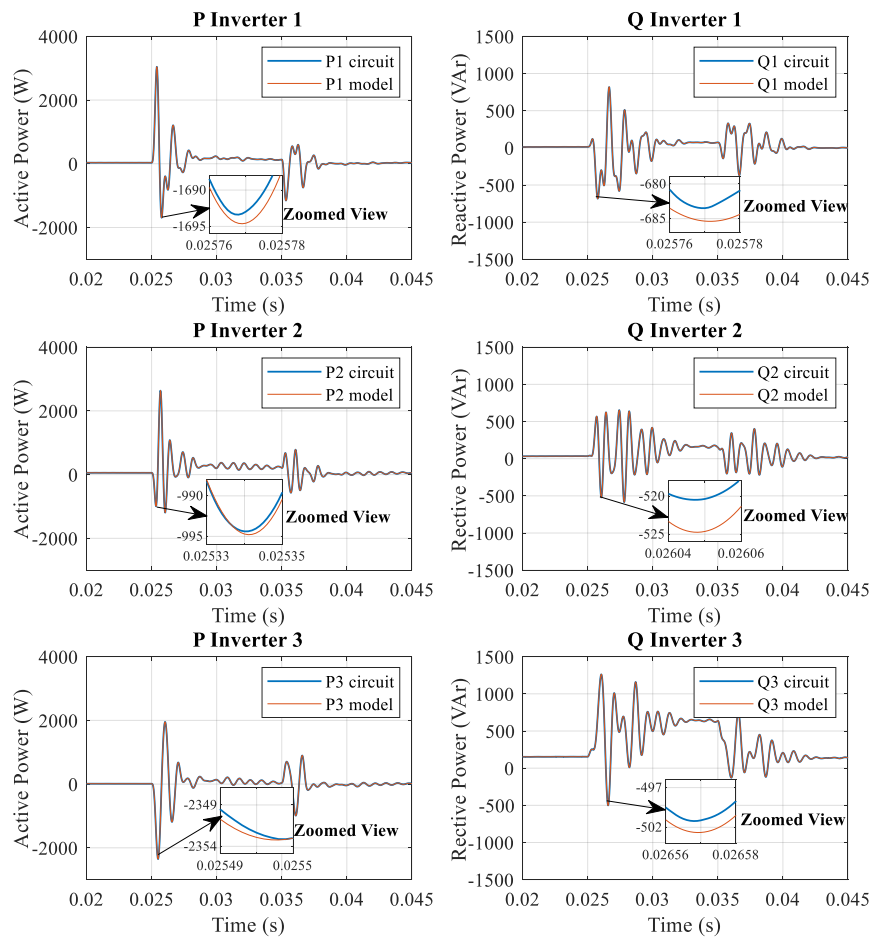 P Inverter 1
Active Power (W)
4000
2000
0
-2000
P1 circuit
P1 model
-1690
-1695
0.02576
0.02578
Zoomed View
0.02
0.025
0.03
0.035
0.04
0.045
Time (s)
Q Inverter 1
Reactive Power (VAr)
1500
1000
500
0
-500
-1000
-1500
Q1 circuit
Q1 model
-680
-685
0.02576
0.02578
Zoomed View
0.02
0.025
0.03
0.035
0.04
0.045
Time (s)
P Inverter 2
Active Power (W)
4000
2000
0
-2000
P2 circuit
P2 model
-990
-995
0.02533
0.02535
Zoomed View
0.02
0.025
0.03
0.035
0.04
0.045
Time (s)
Q Inverter 2
Rective Power (VAr)
1500
1000
500
0
-500
-1000
-1500
Q2 circuit
Q2 model
-520
-525
0.02604
0.02606
Zoomed View
0.02
0.025
0.03
0.035
0.04
0.045
Time (s)
P Inverter 3
Active Power (W)
4000
2000
0
-2000
P3 circuit
P3 model
-2349
-2354
0.02549
0.0255
Zoomed View
0.02
0.025
0.03
0.035
0.04
0.045
Time (s)
Q Inverter 3
Rective Power (VAr)
1500
1000
500
0
-500
-1000
-1500
Q3 circuit
Q3 model
-497
-502
0.02656
0.02658
Zoomed View
0.02
0.025
0.03
0.035
0.04
0.045
Time (s)